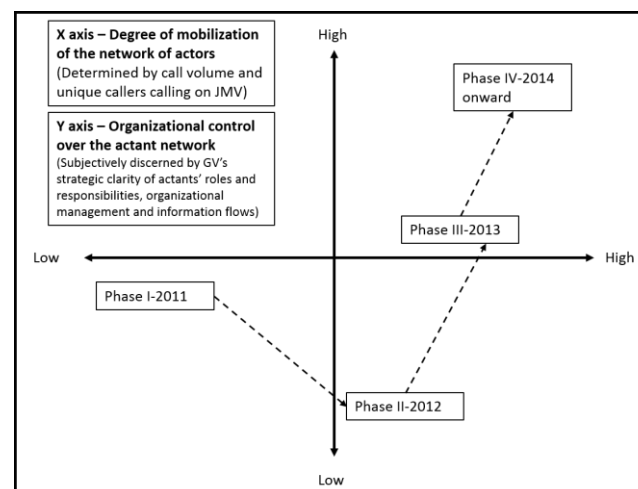 X axis – Degree of mobilization
of the network of actors
(Determined by call volume and
unique callers calling on JMV)
Y axis – Organizational control
over the actant network
(Subjectively discerned by GV's
strategic clarity of actants' roles and
responsibilities, organizational
management and information flows)
High
Phase IV-2014
onward
Phase III-2013
Low
High
Phase I-2011
Phase II-2012
Low